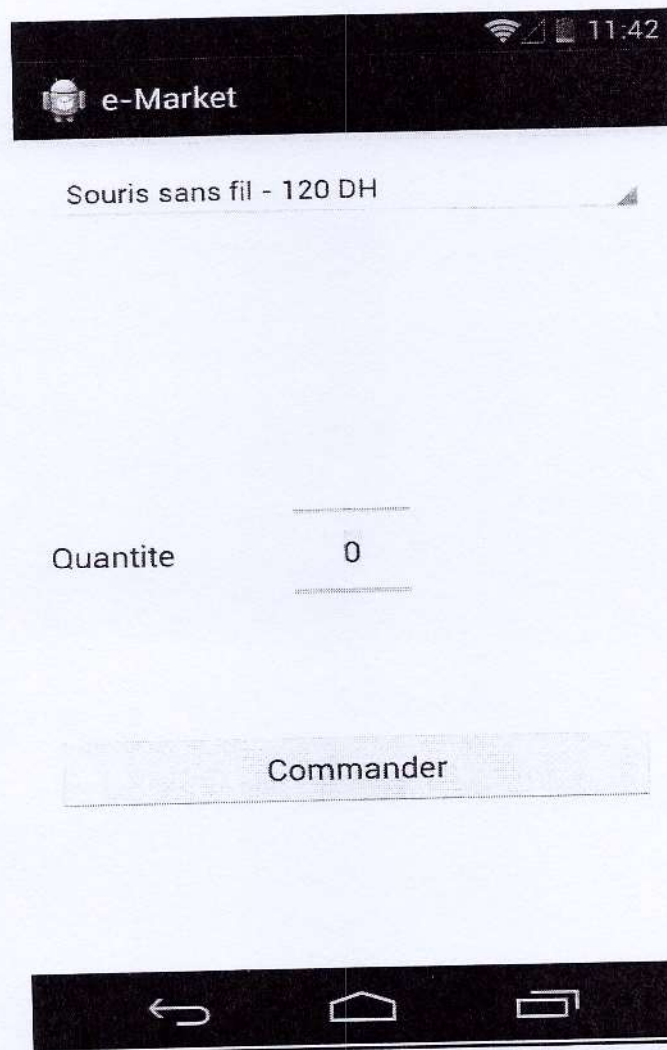 11:42
e-Market
Souris sans fil - 120 DH
Quantite
0
Commander